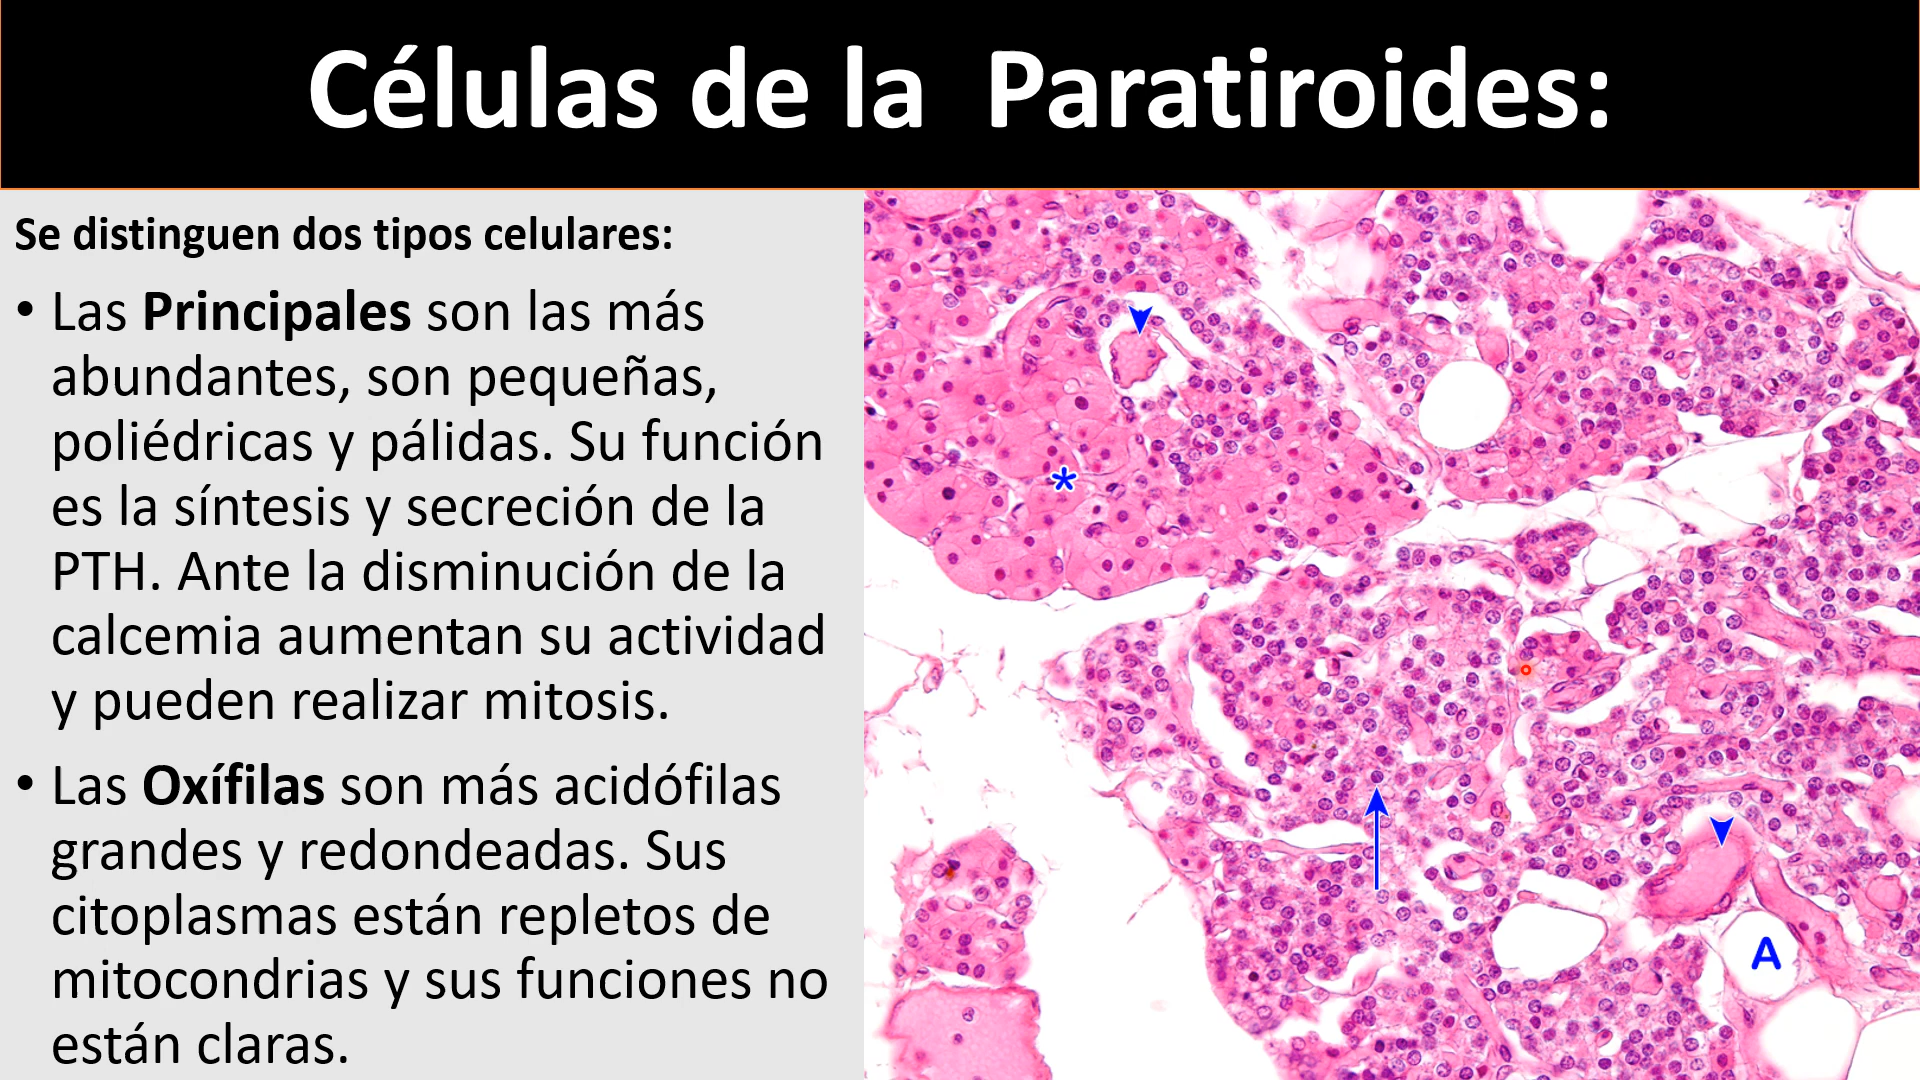 Células de la  Paratiroides:
Se distinguen dos tipos celulares:
• Las Principales son las más
abundantes, son pequeñas,
poliédricas y pálidas. Su función
es la síntesis y secreción de la
PTH. Ante la disminución de la
calcemia aumentan su actividad
y pueden realizar mitosis.
• Las Oxífilas son más acidófilas
grandes y redondeadas. Sus
citoplasmas están repletos de
mitocondrias y sus funciones no
están claras.
*
A